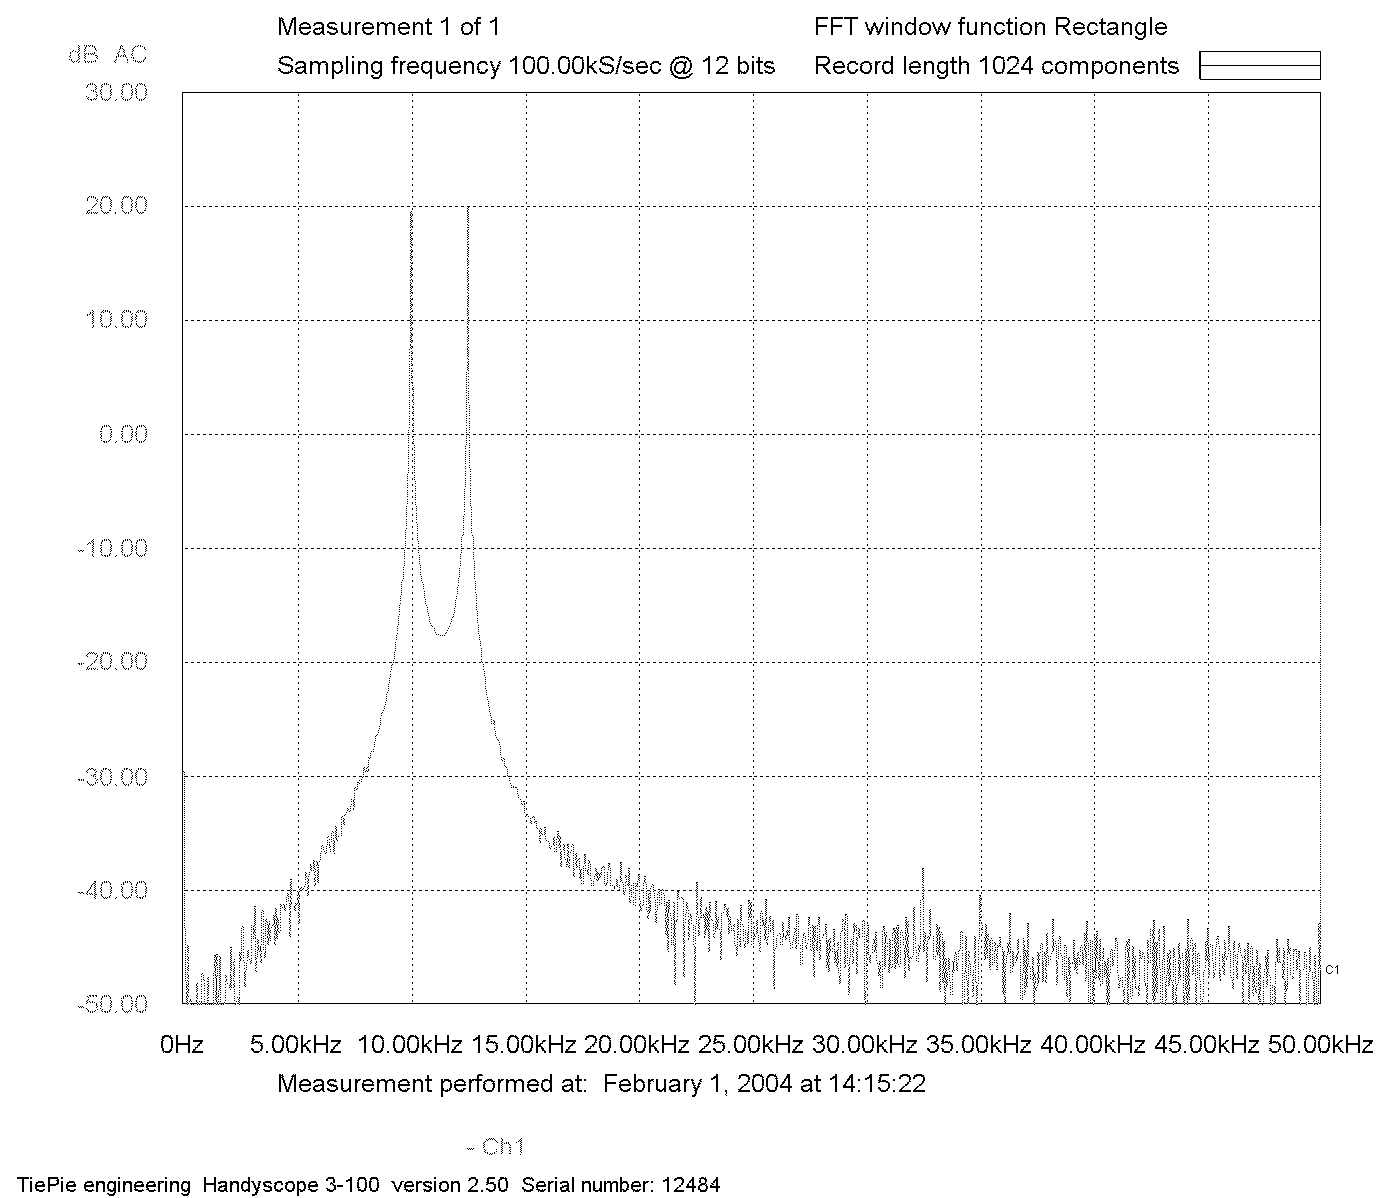 Measurement 1 of 1 FFT window function Rectangle
dB AC
Sampling frequency 100.00kS/sec @ 12 bits Record length 1024 components
30.00
20.00
10.00
0.00
-10.00
-20.00
-30.00
-40.00
C1
-50.00
0Hz 5.00kHz 10.00kHz 15.00kHz 20.00kHz 25.00kHz 30.00kHz 35.00kHz 40.00kHz 45.00kHz 50.00kHz
Measurement performed at: February 1, 2004 at 14:15:22
- Ch1
TiePie engineering Handyscope 3-100 version 2.50 Serial number: 12484